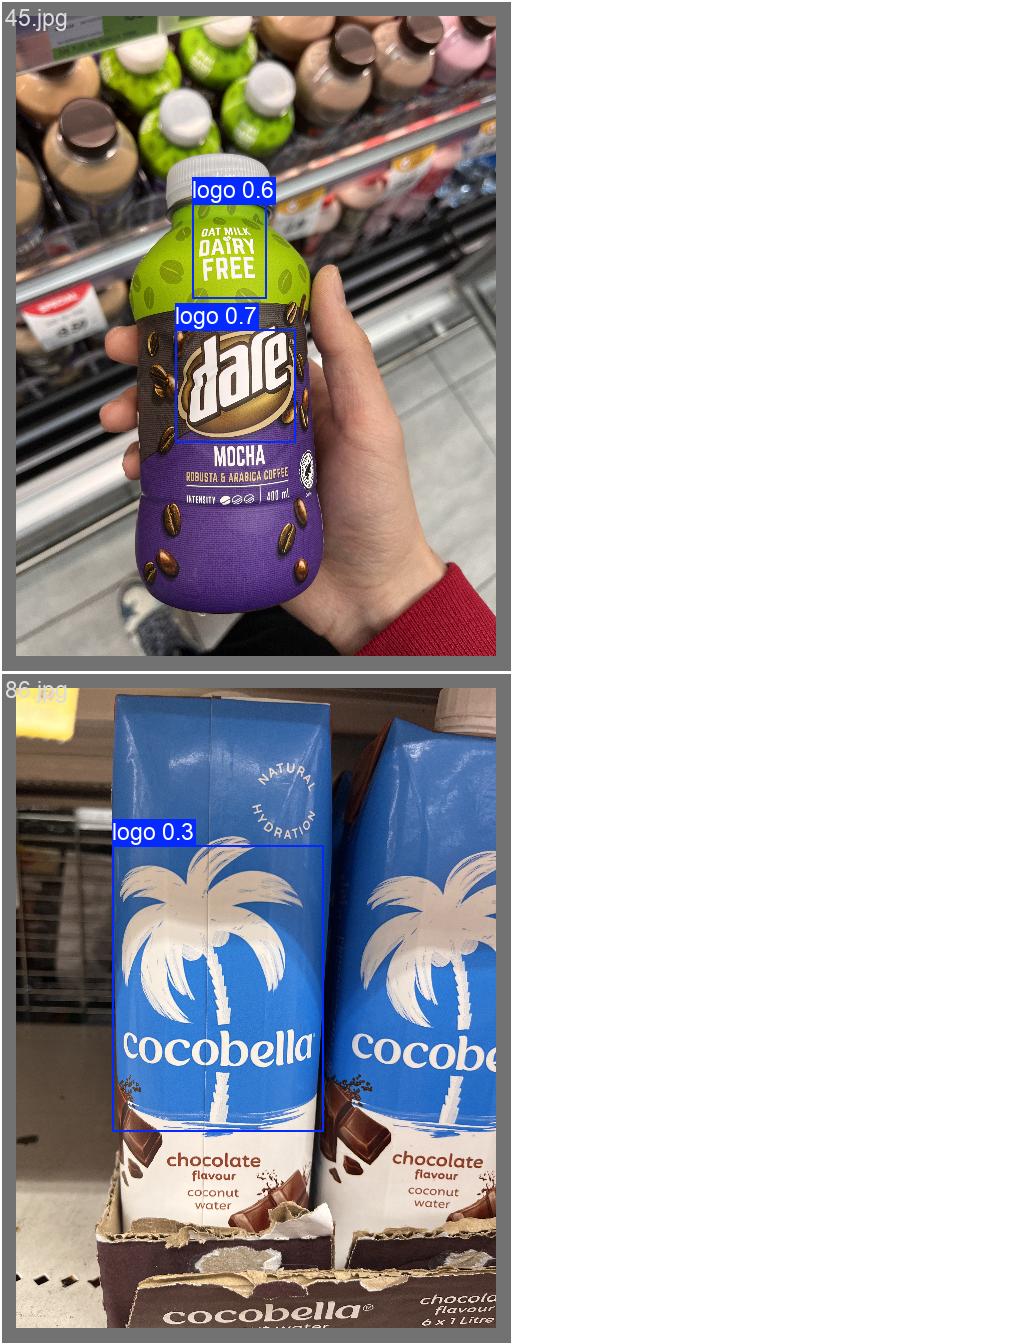 45.jpg
logo 0.6
OAT MILK
DAIRY
FREE
logo 0.7
dare
MOCHA
ROBUSTA & ARABICA COFFEE
INTENSITY
400 mL
86.jpg
NATURAL
HYDRATION
logo 0.3
cocobella
cocobe
chocolate
flavour
coconut
water
chocolate
flavour
coconut
water
cocobella®
chocola
flavour
6 x 1 Litre